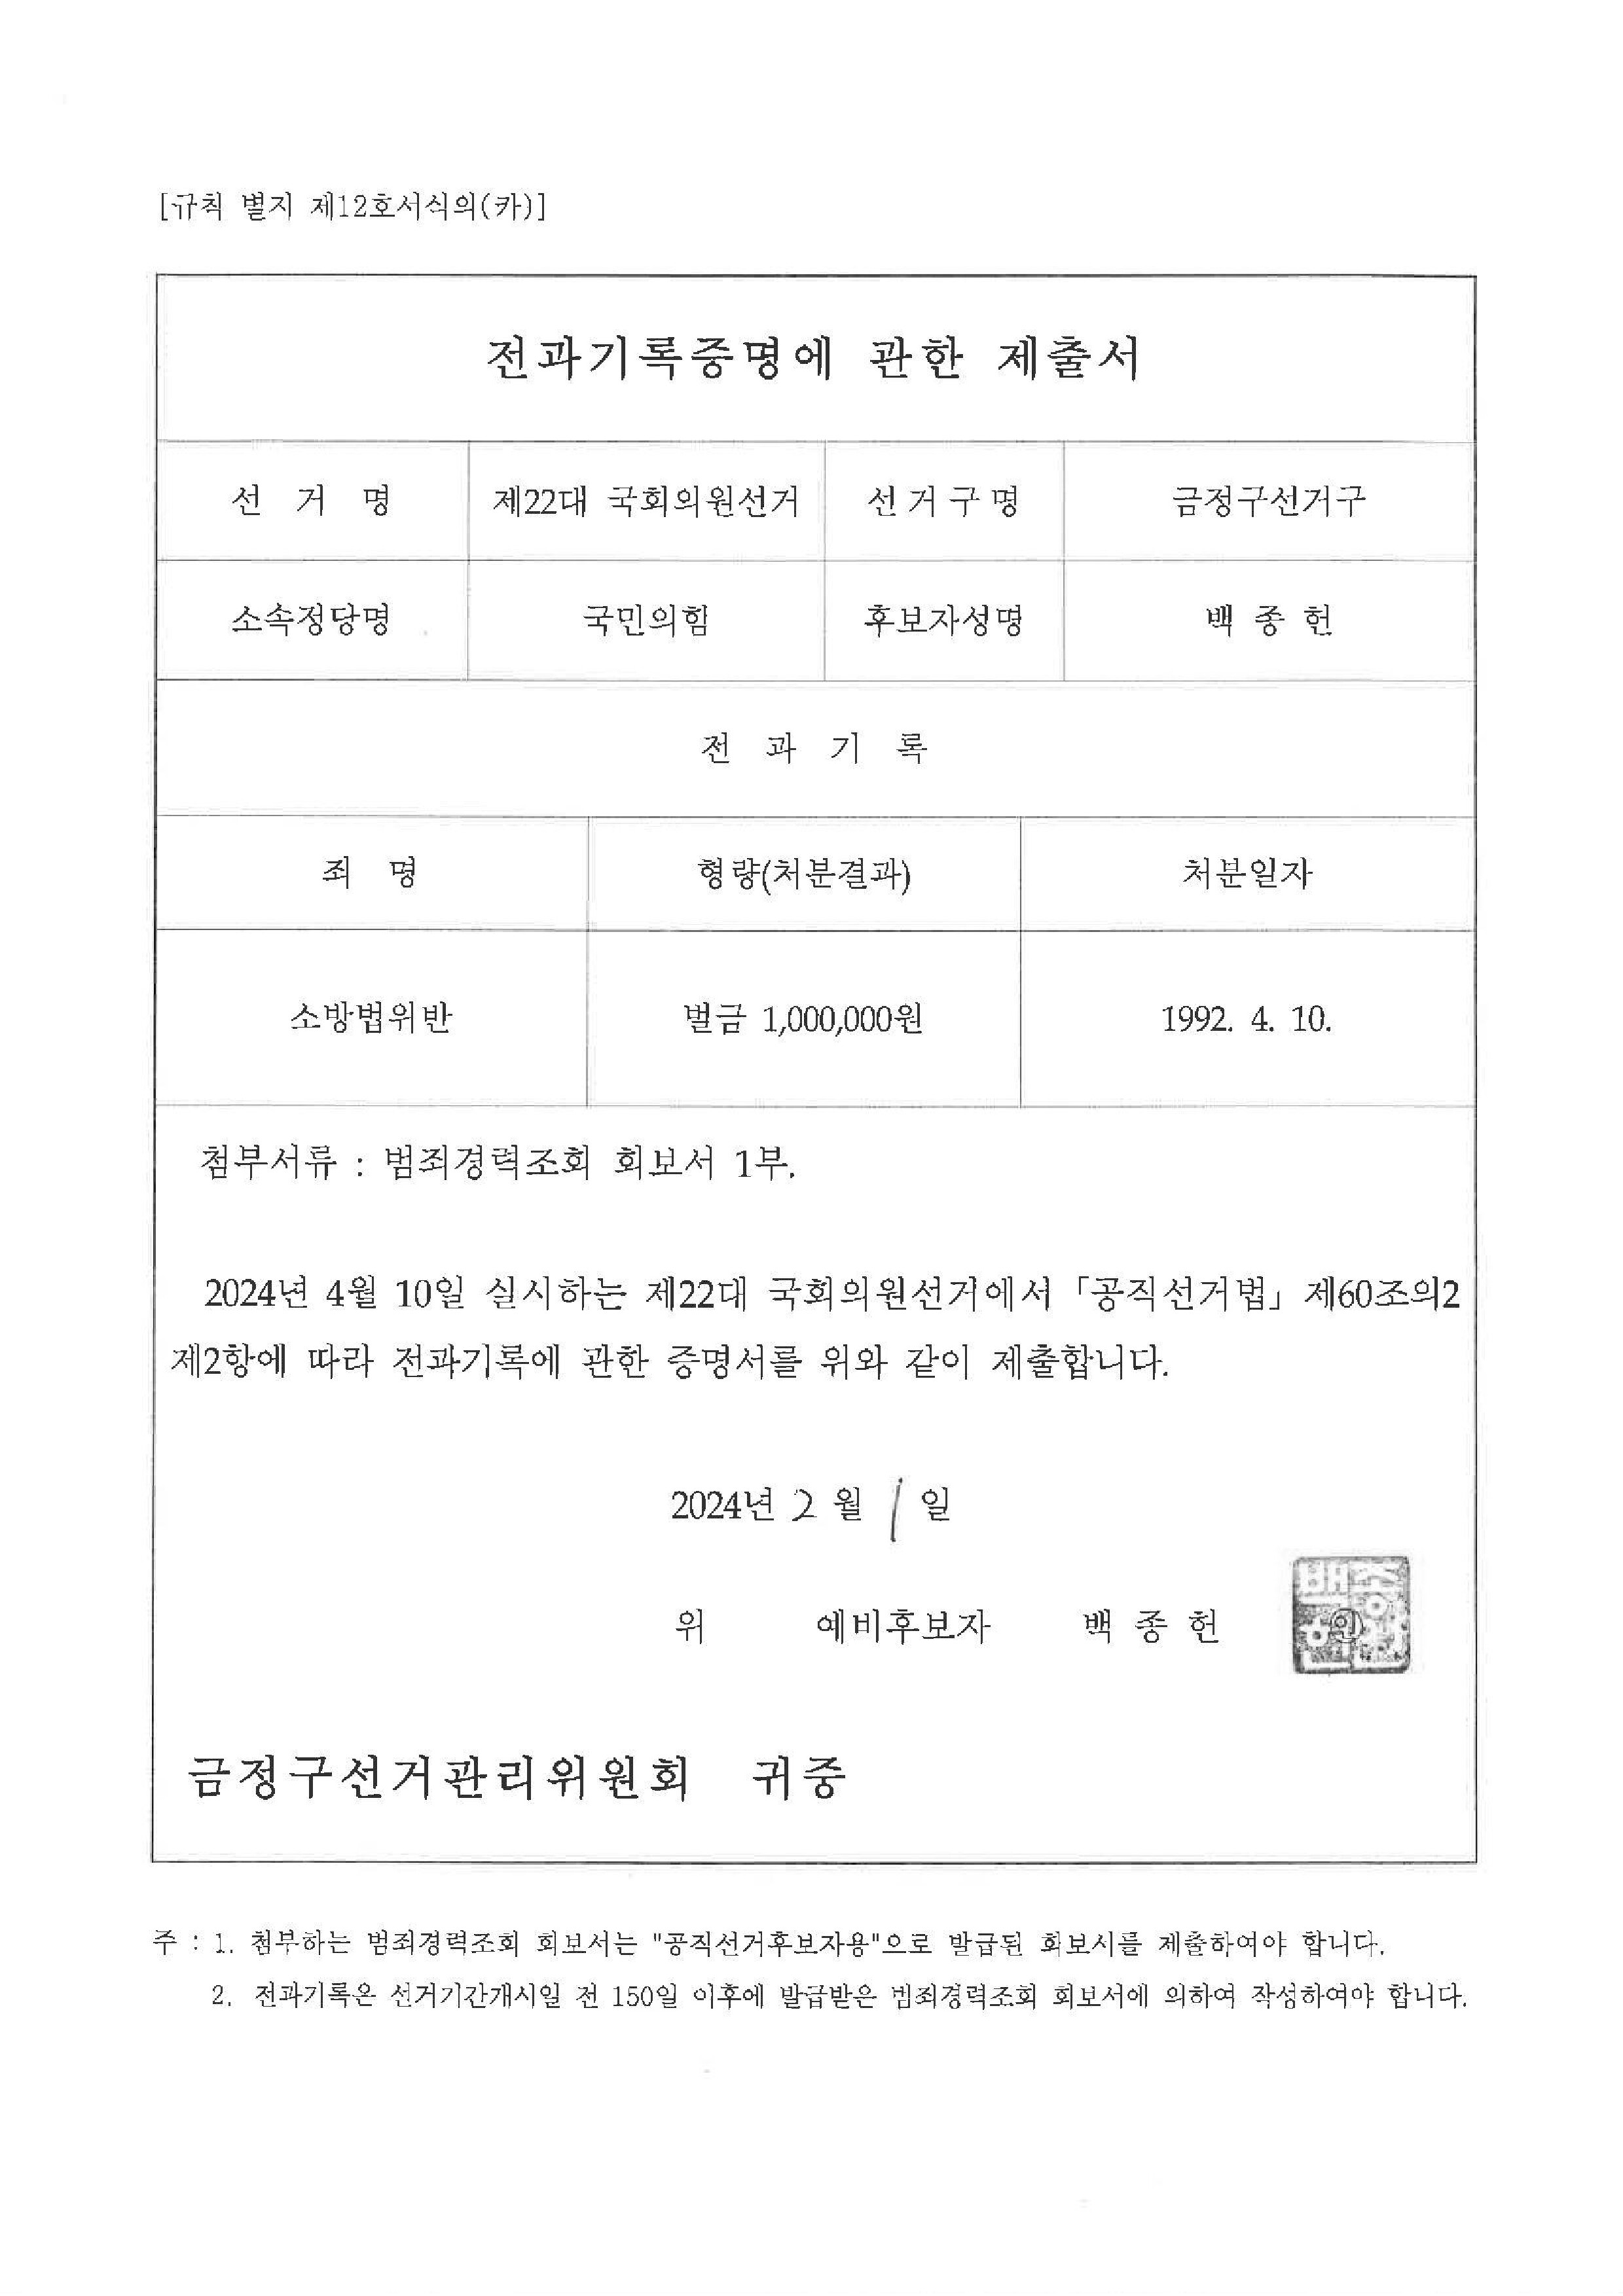 [규칙 별지 제12호서식의(카)]
전과기록증명에 관한 제출서
선 거 명 제22대 국회의원선거 선거구명 금정구선거구
소속정당명 국민의힘 후보자성명 백 종 헌
전 과 기 록
죄 명 형량(처분결과) 처분일자
소방법위반 벌금 1,000,000원 1992. 4. 10.
첨부서류 : 범죄경력조회 회보서 1부.
2024년 4월 10일 실시하는 제22대 국회의원선거에서 「공직선거법」 제60조의2
제2항에 따라 전과기록에 관한 증명서를 위와 같이 제출합니다.
2024년 2 월 1 일
위 예비후보자 백 종 헌 인
백종헌
금정구선거관리위원회 귀중
주 : 1. 첨부하는 범죄경력조회 회보서는 "공직선거후보자용"으로 발급된 회보서를 제출하여야 합니다.
2. 전과기록은 선거기간개시일 전 150일 이후에 발급받은 범죄경력조회 회보서에 의하여 작성하여야 합니다.